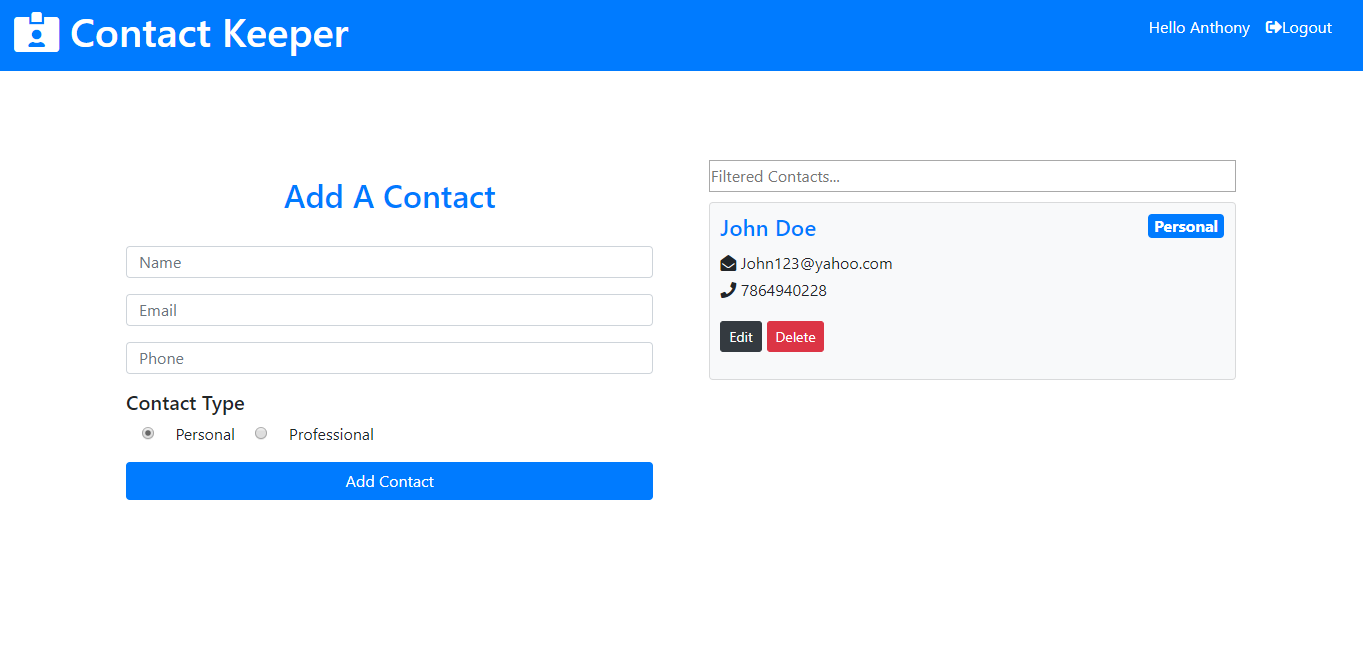 Contact Keeper
Hello Anthony Logout
Add A Contact
Name
Email
Phone
Contact Type
Personal Professional
Add Contact
Filtered Contacts...
John Doe Personal
John123@yahoo.com
7864940228
Edit Delete